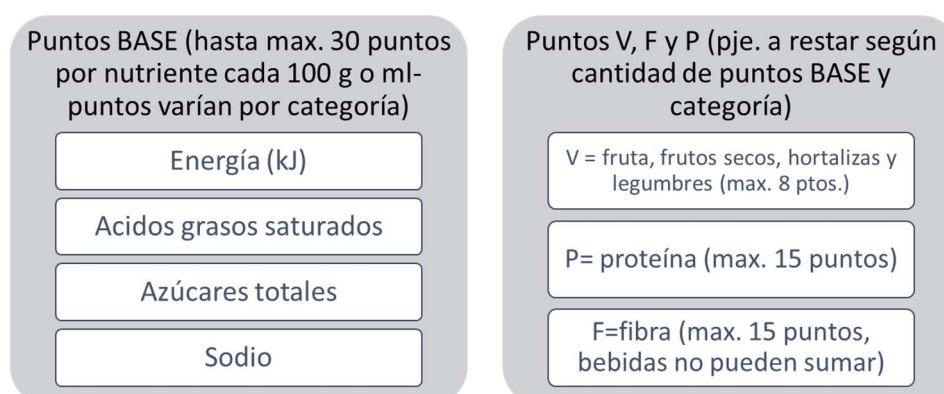 Puntos BASE (hasta max. 30 puntos
por nutriente cada 100 g o ml-
puntos varían por categoría)
Energía (kJ)
Acidos grasos saturados
Azúcares totales
Sodio
Puntos V, F y P (pje. a restar según
cantidad de puntos BASE y
categoría)
V = fruta, frutos secos, hortalizas y
legumbres (max. 8 ptos.)
P= proteína (max. 15 puntos)
F=fibra (max. 15 puntos,
bebidas no pueden sumar)